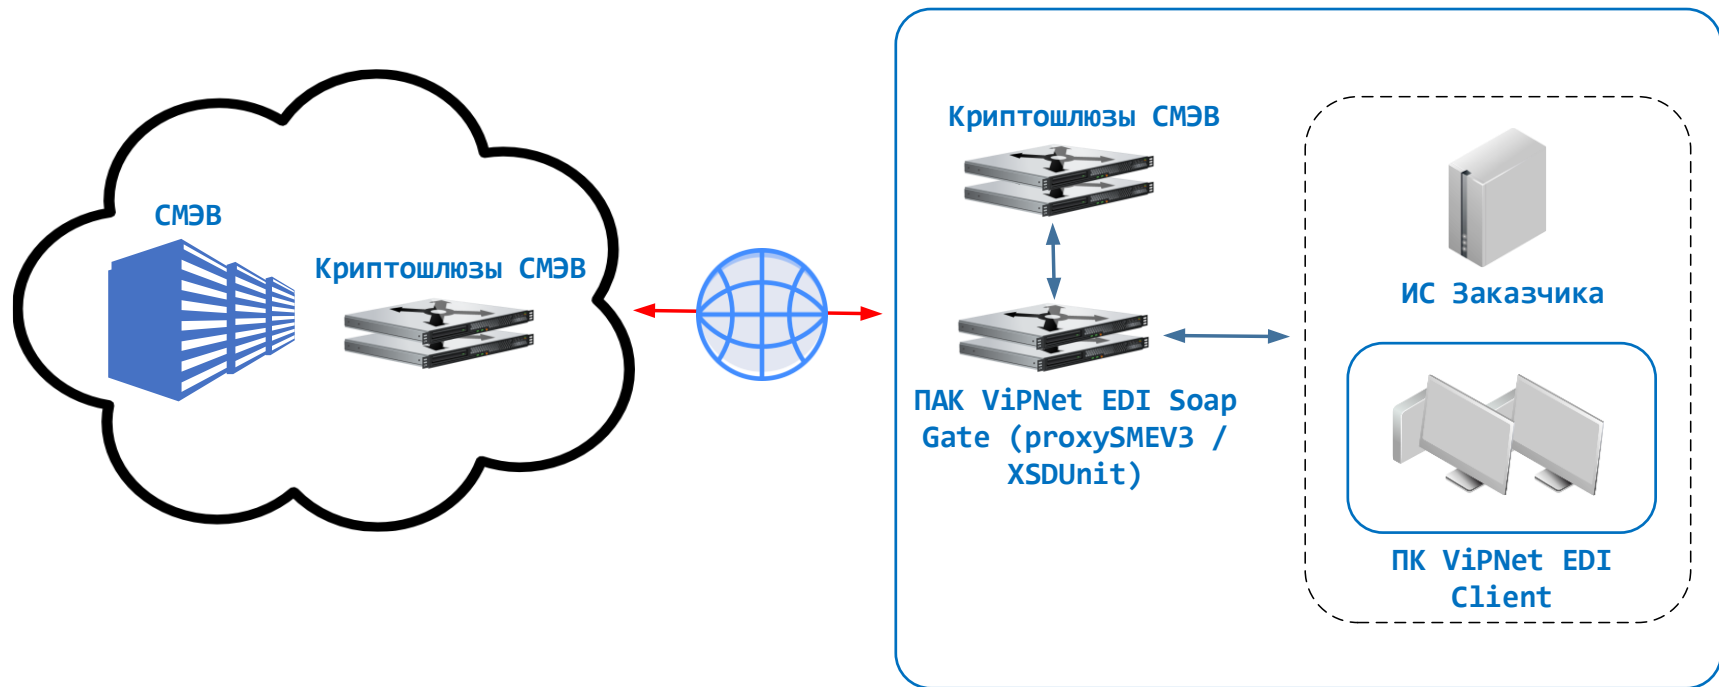 СМЭВ
Криптошлюзы СМЭВ
Криптошлюзы СМЭВ
ПАК ViPNet EDI Soap
Gate (proxySMEV3 /
XSDUnit)
ИС Заказчика
ПК ViPNet EDI
Client